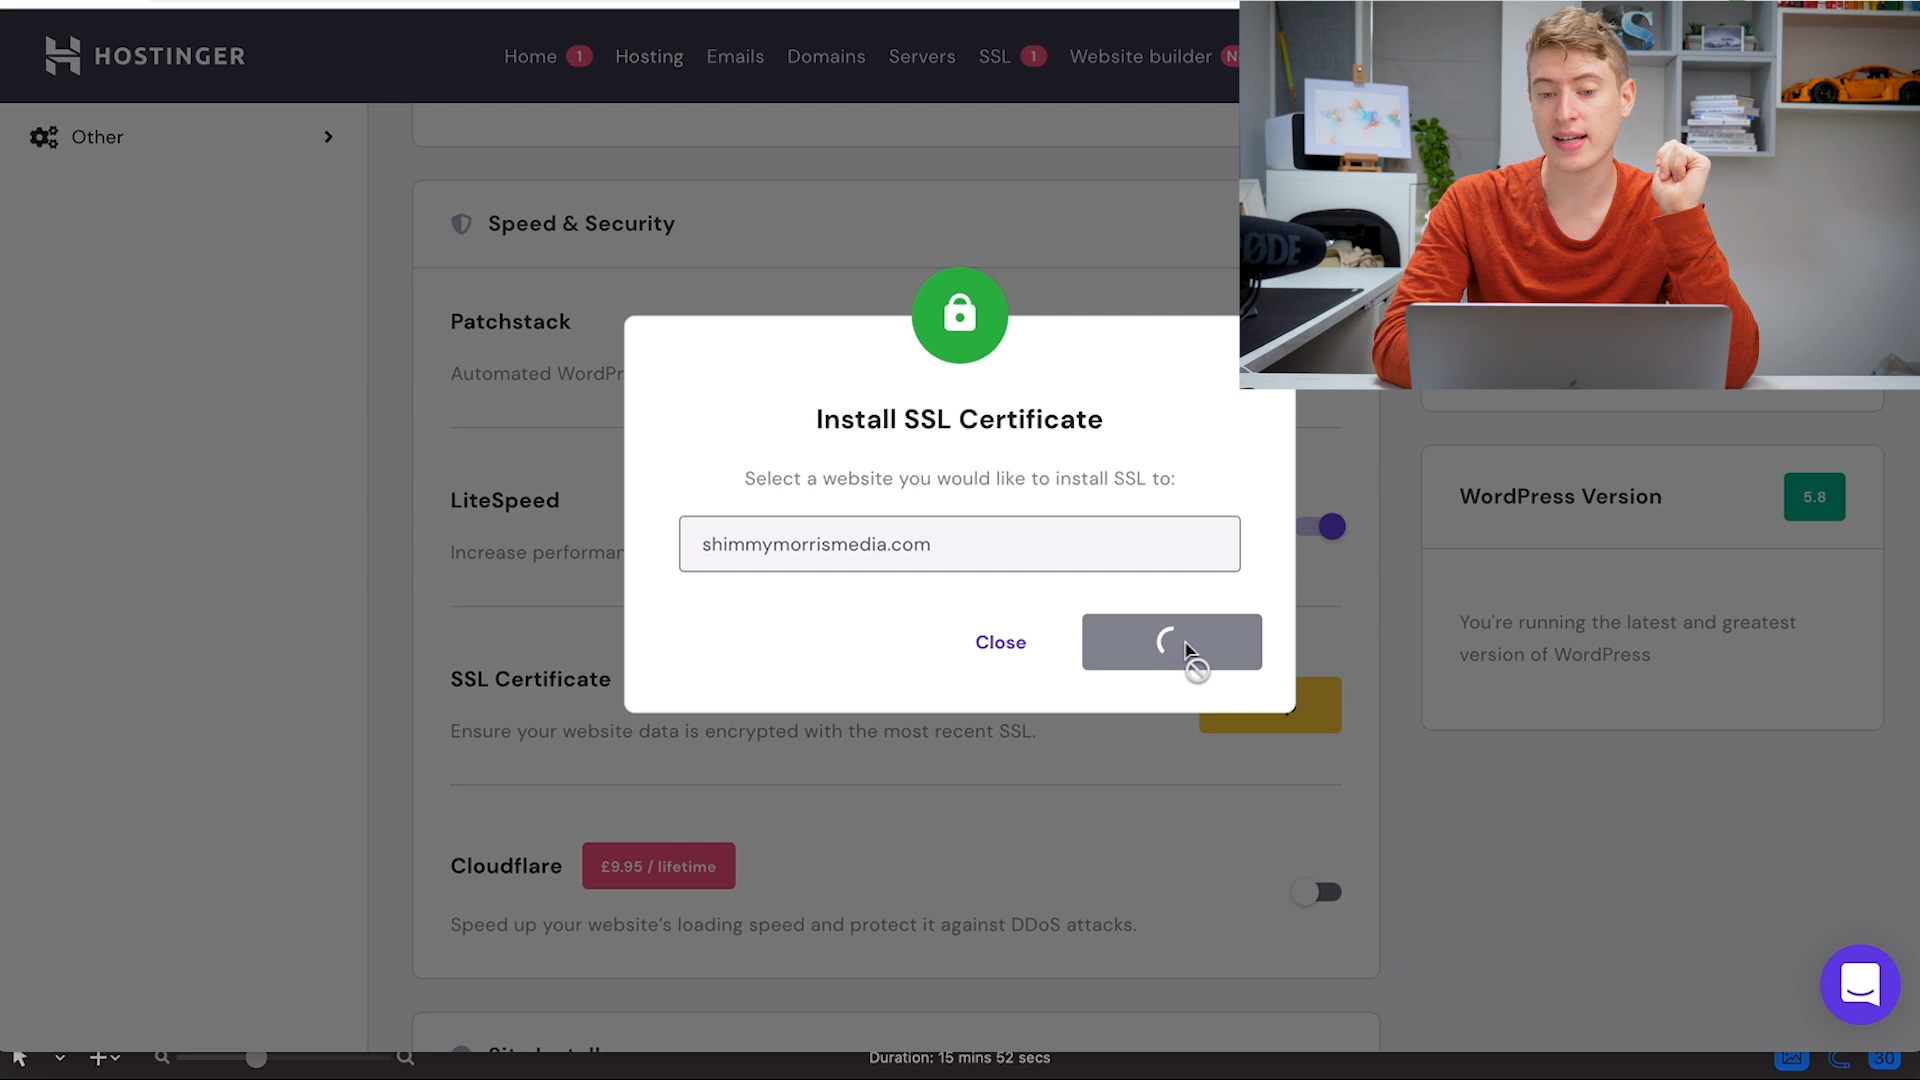 HOSTINGER
Home 1 Hosting Emails Domains Servers SSL 1 Website builder
Other
Speed & Security
Patchstack
Automated WordPr
LiteSpeed
Increase performan
SSL Certificate
Ensure your website data is encrypted with the most recent SSL.
Cloudflare £9.95 / lifetime
Speed up your website's loading speed and protect it against DDoS attacks.
Install SSL Certificate
Select a website you would like to install SSL to:
shimmymorrismedia.com
Close
WordPress Version 5.8
You're running the latest and greatest
version of WordPress
Duration: 15 mins 52 secs
30